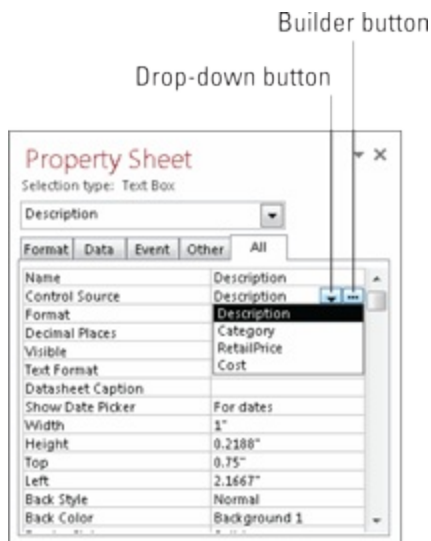 Builder button
Drop-down button
Property Sheet
Selection type: Text Box
Description
Format Data Event Other All
Name Description
Control Source Description
Format Description
Decimal Places Category
Visible RetailPrice
Text Format Cost
Datasheet Caption
Show Date Picker For dates
Width 1"
Height 0.2188"
Top 0.75"
Left 2.1667"
Back Style Normal
Back Color Background 1